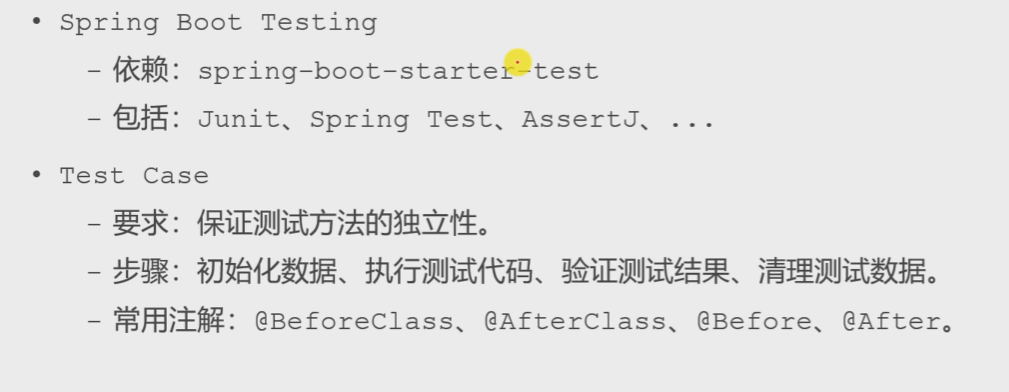 • Spring Boot Testing
– 依赖：spring-boot-starter-test
– 包括：Junit、Spring Test、AssertJ、...
• Test Case
– 要求：保证测试方法的独立性。
– 步骤：初始化数据、执行测试代码、验证测试结果、清理测试数据。
– 常用注解：@BeforeClass、@AfterClass、@Before、@After。